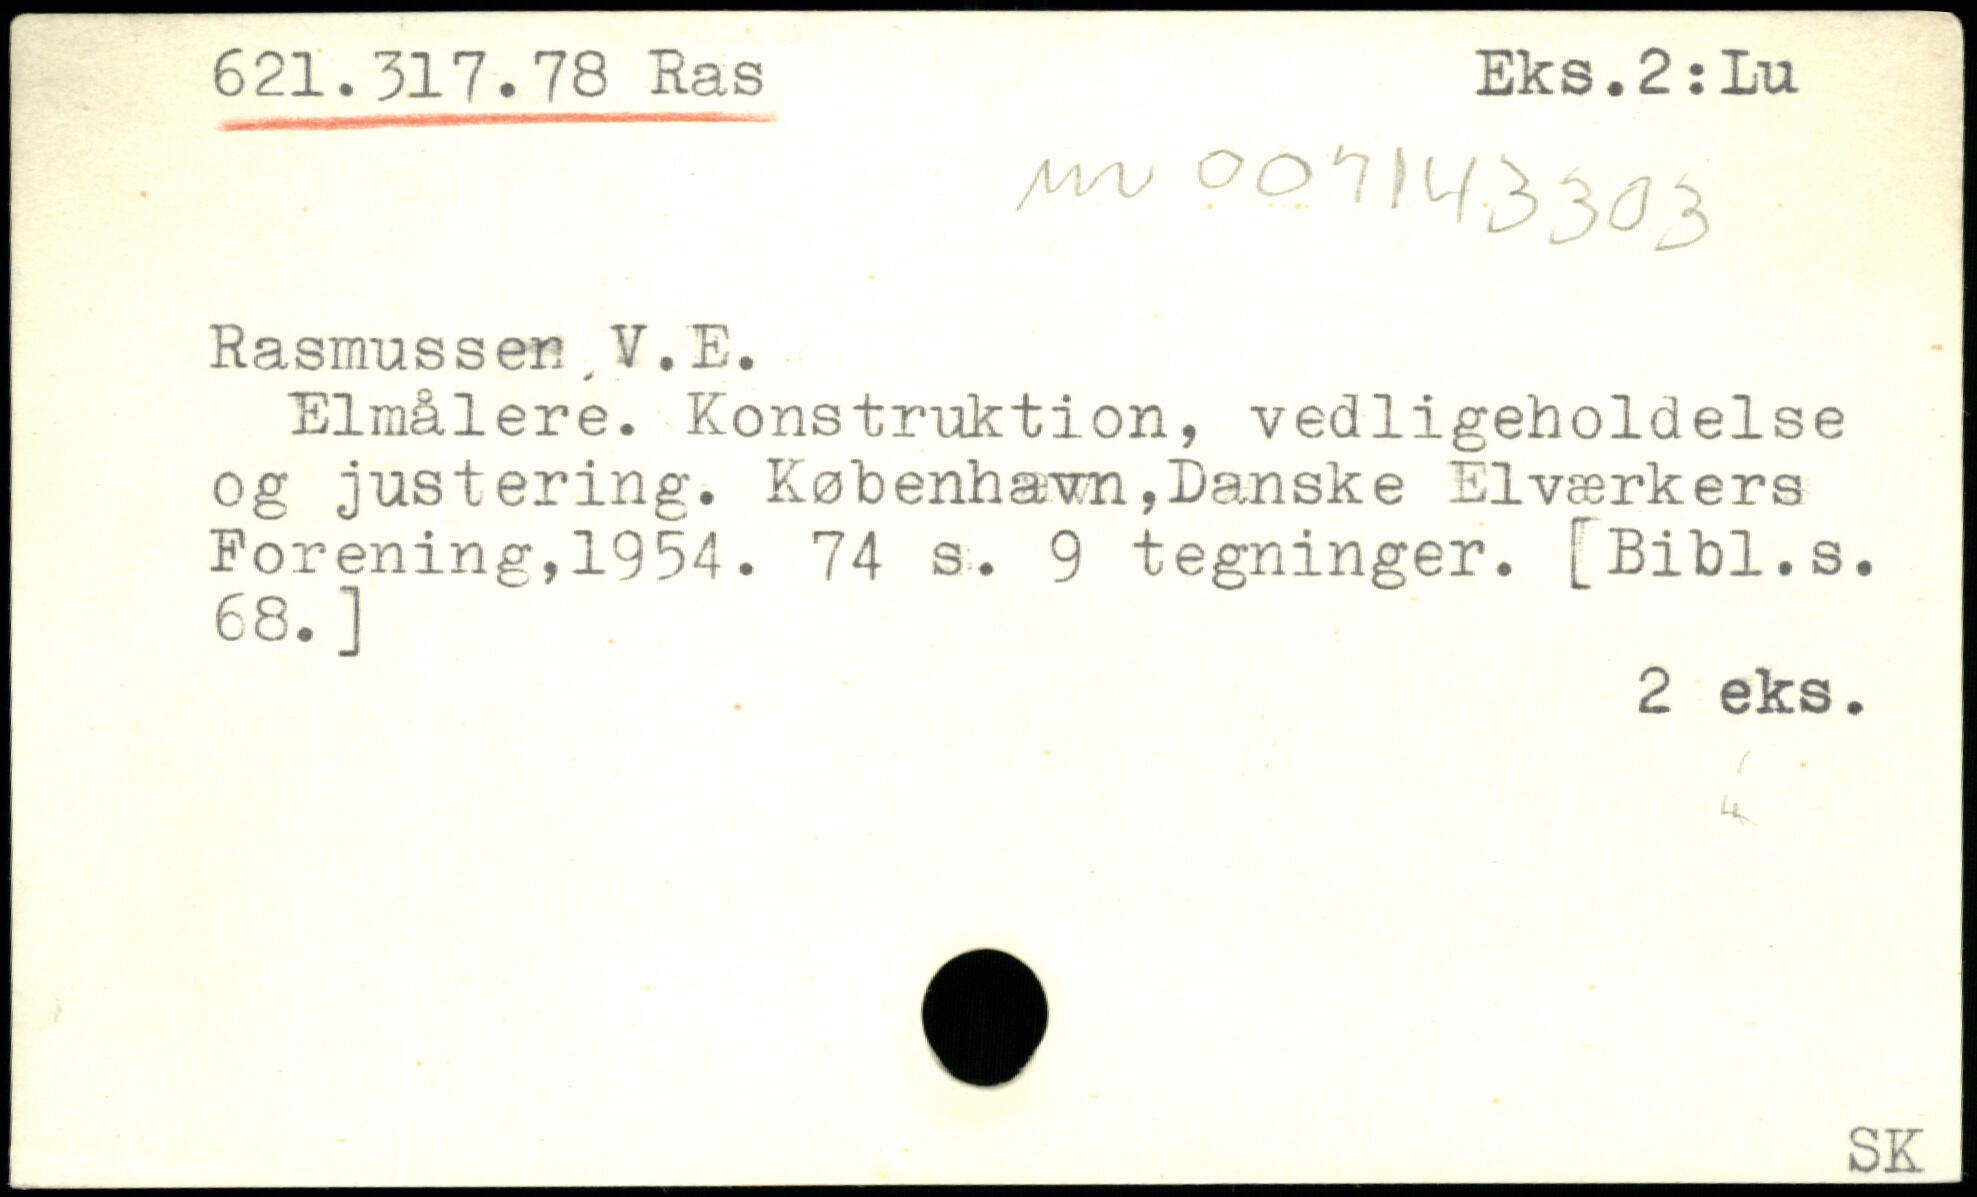 621.317.78 Ras Eks.2:Lu
007143303
Rasmussen, V.E.
Elmålere. Konstruktion, vedligeholdelse
og justering. København,Danske Elværkers
Forening,1954. 74 s. 9 tegninger. [Bibl.s.
68.]
2 eks.
SK